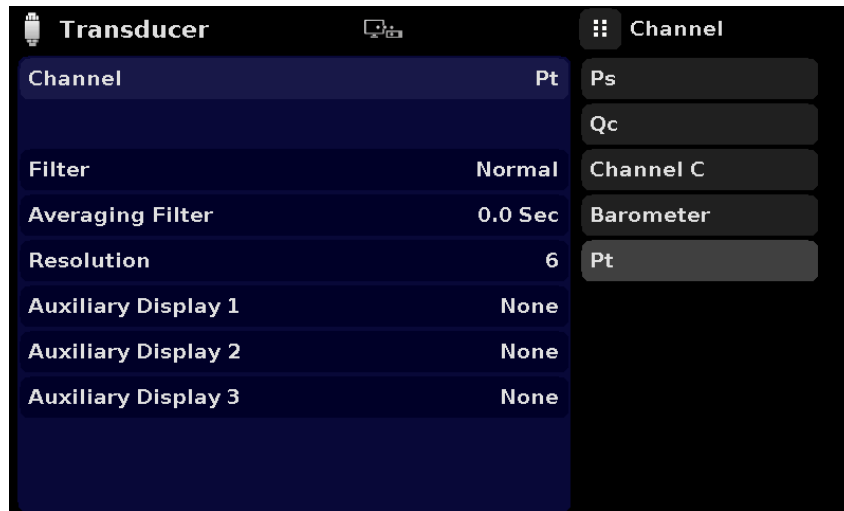 Transducer
Channel Pt
Filter Normal
Averaging Filter 0.0 Sec
Resolution 6
Auxiliary Display 1 None
Auxiliary Display 2 None
Auxiliary Display 3 None
Channel
Ps
Qc
Channel C
Barometer
Pt